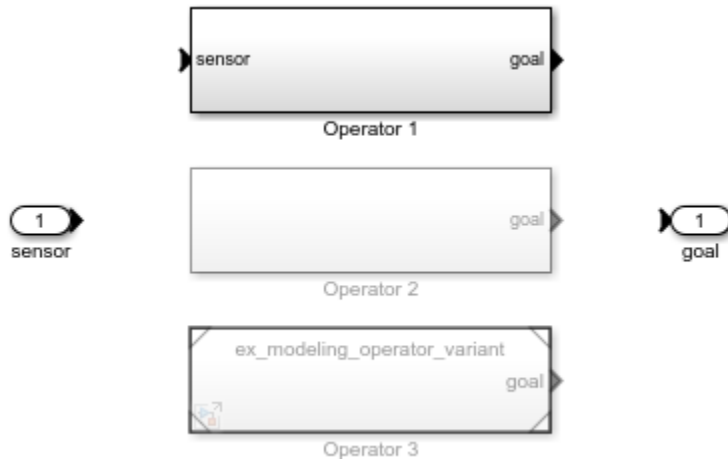 sensor
goal
Operator 1
1
sensor
goal
Operator 2
1
goal
ex_modeling_operator_variant
goal
Operator 3